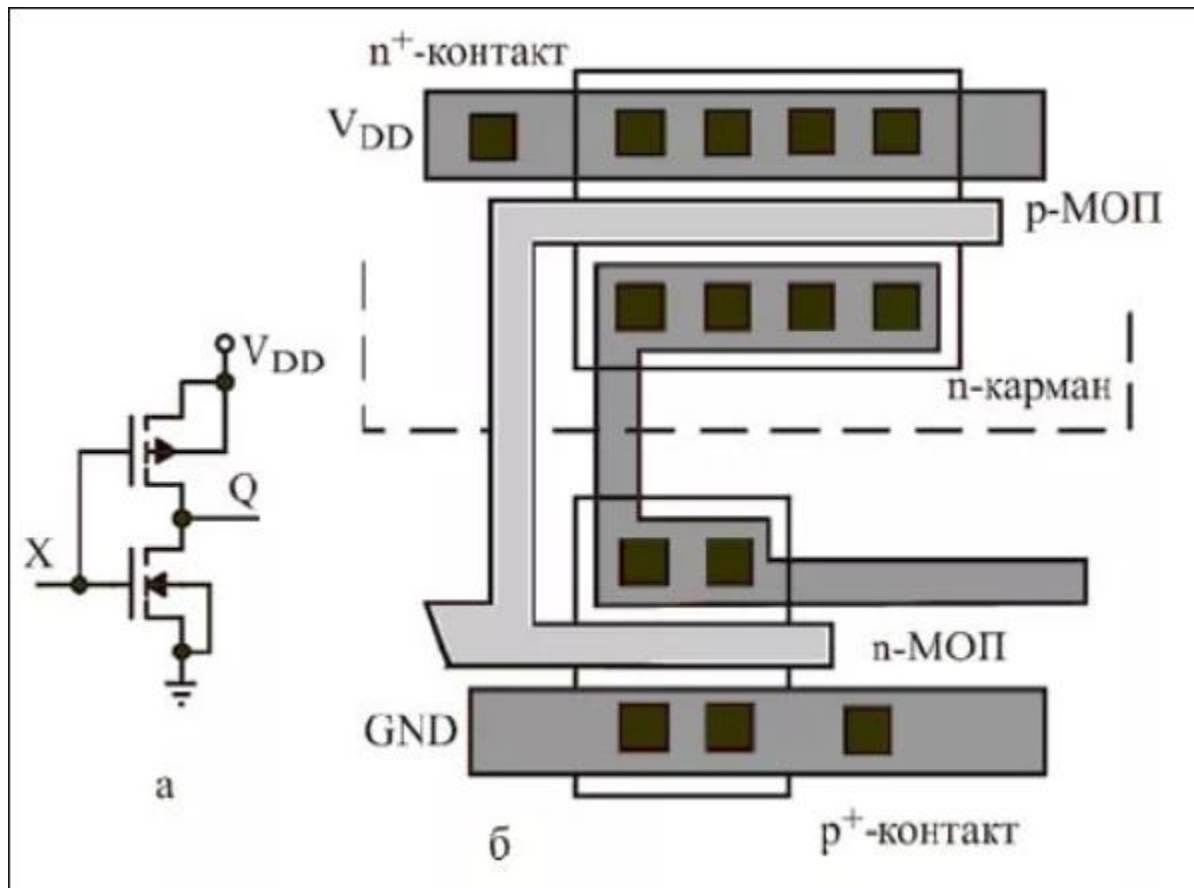 n⁺-контакт
V_DD
p-МОП
n-карман
V_DD
Q
X
n-МОП
GND
а
б
p⁺-контакт